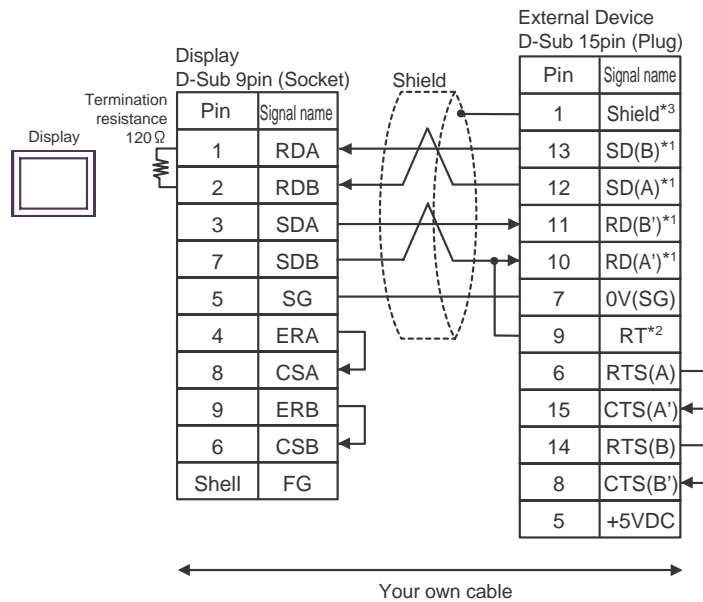 External Device
D-Sub 15pin (Plug)
Display
D-Sub 9pin (Socket)
Shield
Termination
resistance
120Ω
Display
Pin Signal name
1 RDA
2 RDB
3 SDA
7 SDB
5 SG
4 ERA
8 CSA
9 ERB
6 CSB
Shell FG
Pin Signal name
1 Shield*3
13 SD(B)*1
12 SD(A)*1
11 RD(B')*1
10 RD(A')*1
7 0V(SG)
9 RT*2
6 RTS(A)
15 CTS(A')
14 RTS(B)
8 CTS(B')
5 +5VDC
Your own cable